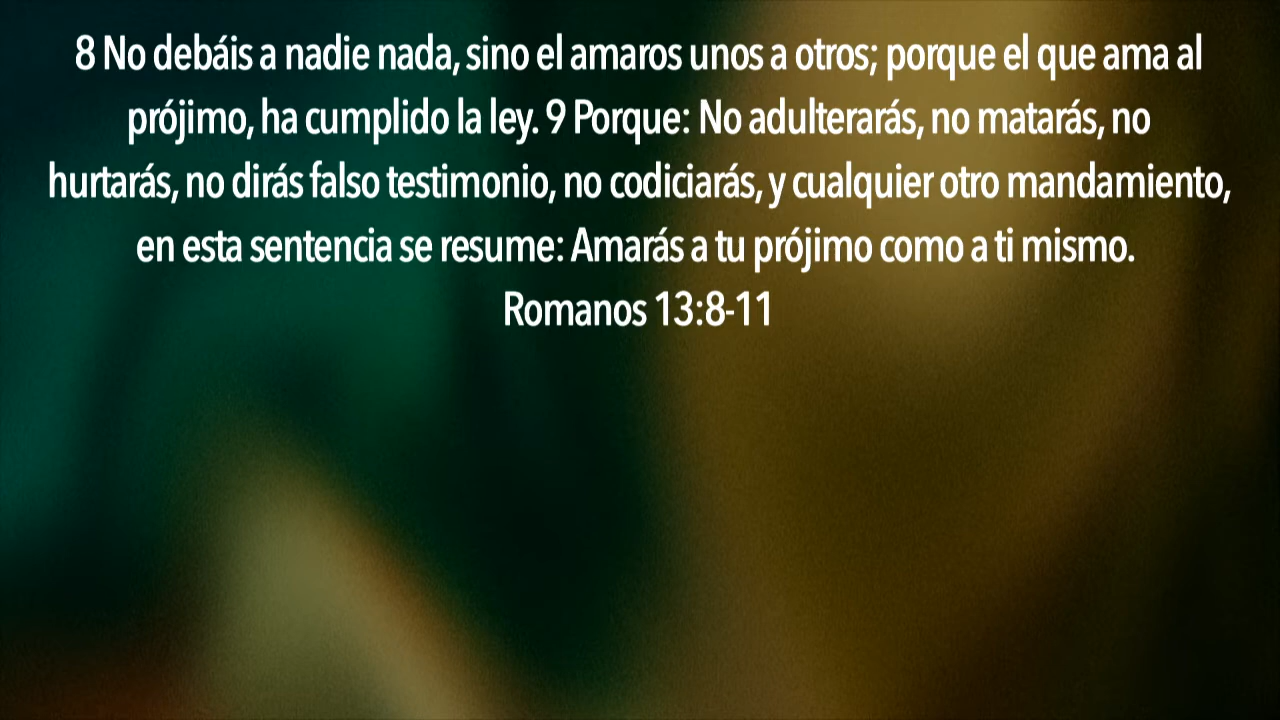 8 No debáis a nadie nada, sino el amaros unos a otros; porque el que ama al
prójimo, ha cumplido la ley. 9 Porque: No adulterarás, no matarás, no
hurtarás, no dirás falso testimonio, no codiciarás, y cualquier otro mandamiento,
en esta sentencia se resume: Amarás a tu prójimo como a ti mismo.
Romanos 13:8-11